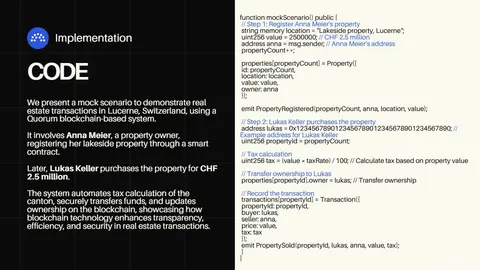 Implementation
CODE
We present a mock scenario to demonstrate real
estate transactions in Lucerne, Switzerland, using a
Quorum blockchain-based system.
It involves Anna Meier, a property owner,
registering her lakeside property through a smart
contract.
Later, Lukas Keller purchases the property for CHF
2.5 million.
The system automates tax calculation of the
canton, securely transfers funds, and updates
ownership on the blockchain, showcasing how
blockchain technology enhances transparency,
efficiency, and security in real estate transactions.
function mockScenario() public {
// Step 1: Register Anna Meier's property
string memory location = "Lakeside property, Lucerne";
uint256 value = 2500000; // CHF 2.5 million
address anna = msg.sender; // Anna Meier's address
propertyCount++;
properties[propertyCount] = Property({
id: propertyCount,
location: location,
value: value,
owner: anna
});
emit PropertyRegistered(propertyCount, anna, location, value);
// Step 2: Lukas Keller purchases the property
address lukas = 0x1234567890123456789012345678901234567890; //
Example address for Lukas Keller
uint256 propertyId = propertyCount;
// Tax calculation
uint256 tax = (value * taxRate) / 100; // Calculate tax based on property value
// Transfer ownership to Lukas
properties[propertyId].owner = lukas; // Transfer ownership
// Record the transaction
transactions[propertyId] = Transaction({
propertyId: propertyId,
buyer: lukas,
seller: anna,
price: value,
tax: tax
});
emit PropertySold(propertyId, lukas, anna, value, tax);
}
}